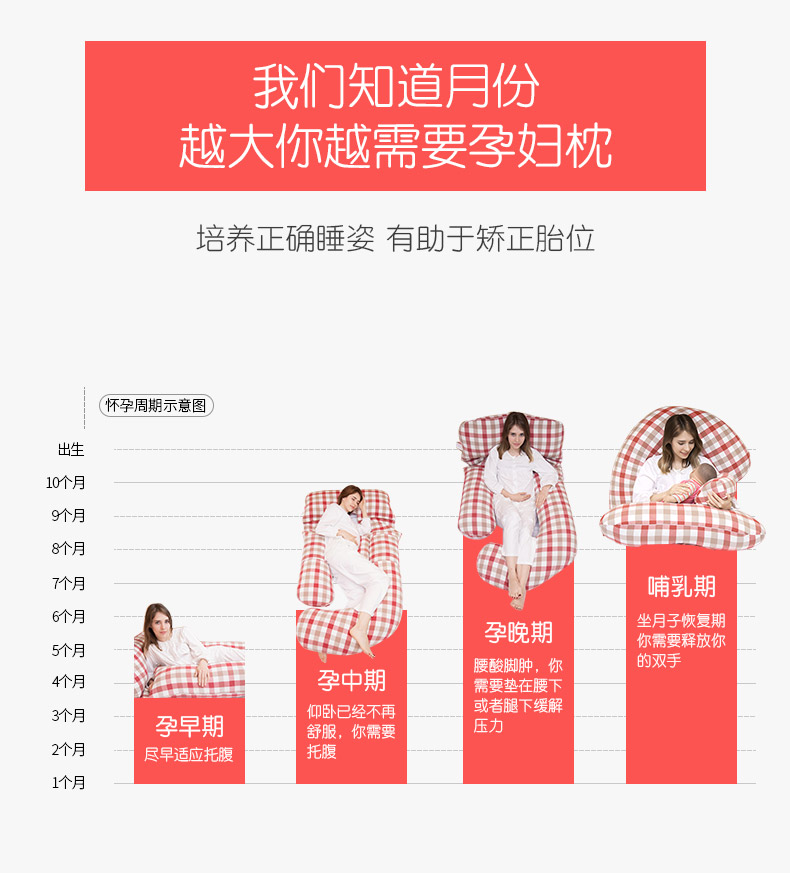 我们知道月份
越大你越需要孕妇枕
培养正确睡姿 有助于矫正胎位
怀孕周期示意图
出生
10个月
9个月
8个月
7个月
6个月
5个月
4个月
3个月
2个月
1个月
孕早期
尽早适应托腹
孕中期
仰卧已经不再
舒服，你需要
托腹
孕晚期
腰酸脚肿，你
需要垫在腰下
或者腿下缓解
压力
哺乳期
坐月子恢复期
你需要释放你
的双手